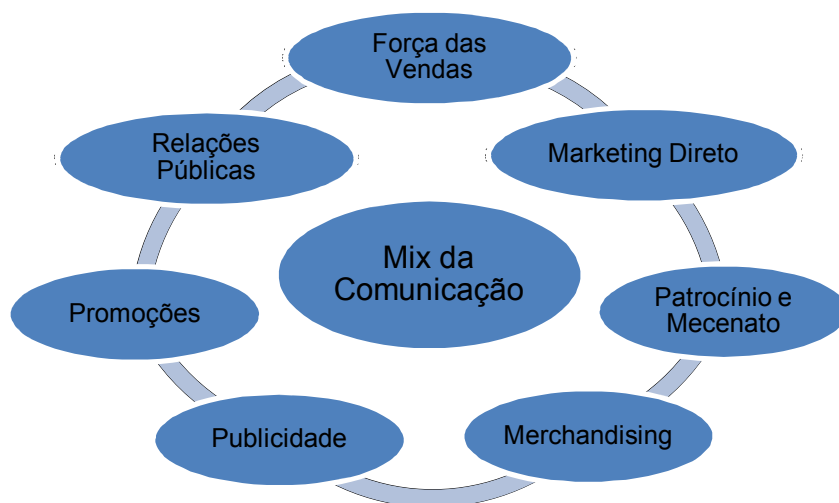 Força das
Vendas
Relações
Públicas
Marketing Direto
Mix da
Comunicação
Promoções
Patrocínio e
Mecenato
Publicidade
Merchandising